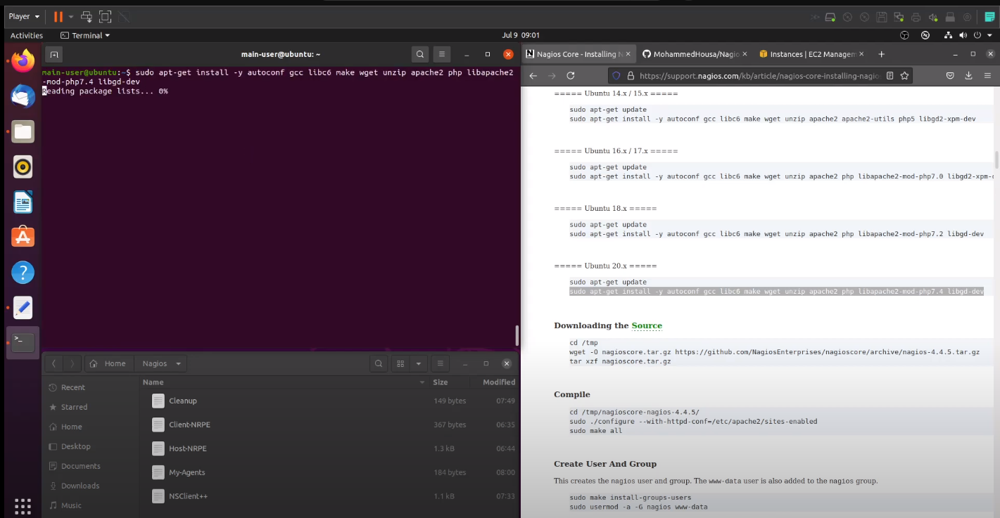 Player
Activities
Terminal
Jul 9 09:01
main-user@ubuntu: ~
main-user@ubuntu:~$ sudo apt-get install -y autoconf gcc libc6 make wget unzip apache2 php libapache2
-mod-php7.4 libgd-dev
Reading package lists... 0%
Home
Nagios
Recent
Starred
Home
Desktop
Documents
Downloads
Music
Name Size Modified
Cleanup 149 bytes 07:49
Client-NRPE 367 bytes 06:35
Host-NRPE 1.3 kB 06:44
My-Agents 184 bytes 08:00
NSClient++ 1.1 kB 07:33
Nagios Core - Installing N
MohammedHousa/Nagio
Instances | EC2 Managem
https://support.nagios.com/kb/article/nagios-core-installing-nagios
===== Ubuntu 14.x / 15.x =====
sudo apt-get update
sudo apt-get install -y autoconf gcc libc6 make wget unzip apache2 apache2-utils php5 libgd2-xpm-dev
===== Ubuntu 16.x / 17.x =====
sudo apt-get update
sudo apt-get install -y autoconf gcc libc6 make wget unzip apache2 php libapache2-mod-php7.0 libgd2-xpm-
===== Ubuntu 18.x =====
sudo apt-get update
sudo apt-get install -y autoconf gcc libc6 make wget unzip apache2 php libapache2-mod-php7.2 libgd-dev
===== Ubuntu 20.x =====
sudo apt-get update
sudo apt-get install -y autoconf gcc libc6 make wget unzip apache2 php libapache2-mod-php7.4 libgd-dev
Downloading the Source
cd /tmp
wget -O nagioscore.tar.gz https://github.com/NagiosEnterprises/nagioscore/archive/nagios-4.4.5.tar.gz
tar xzf nagioscore.tar.gz
Compile
cd /tmp/nagioscore-nagios-4.4.5/
sudo ./configure --with-httpd-conf=/etc/apache2/sites-enabled
sudo make all
Create User And Group
This creates the nagios user and group. The www-data user is also added to the nagios group.
sudo make install-groups-users
sudo usermod -a -G nagios www-data